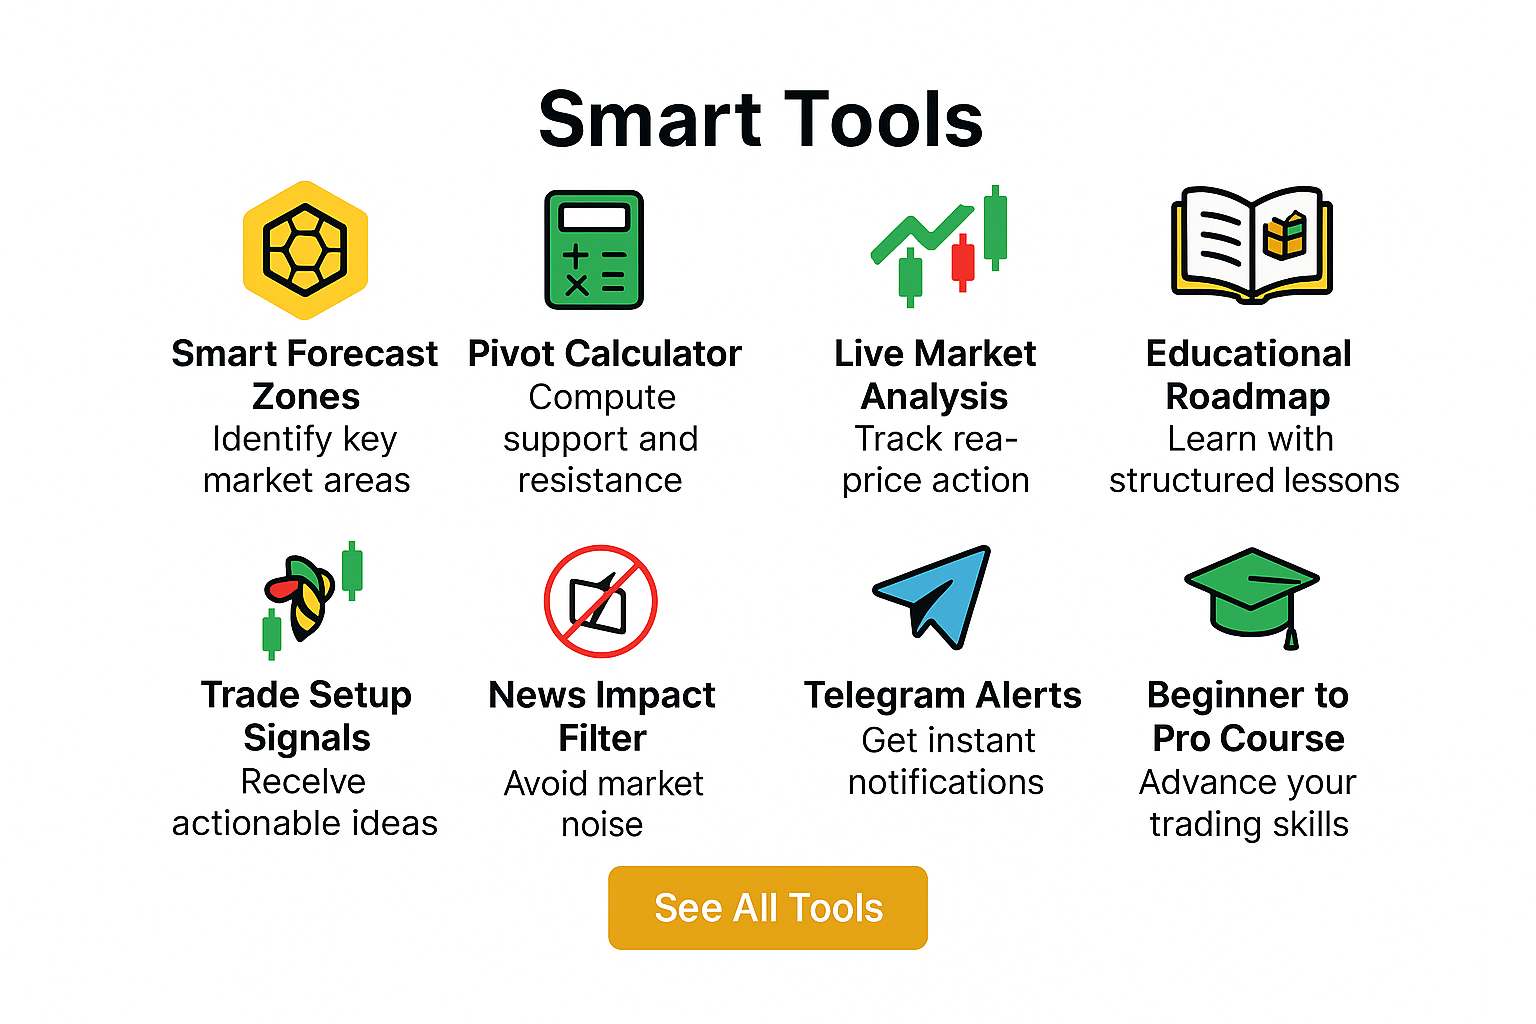 Smart Tools
Smart Forecast
Zones
Identify key
market areas
Pivot Calculator
Compute
support and
resistance
Live Market
Analysis
Track rea-
price action
Educational
Roadmap
Learn with
structured lessons
Trade Setup
Signals
Recelve
actionable ideas
News Impact
Filter
Avoid market
noise
Telegram Alerts
Get instant
notifications
Beginner to
Pro Course
Advance your
trading skills
See All Tools